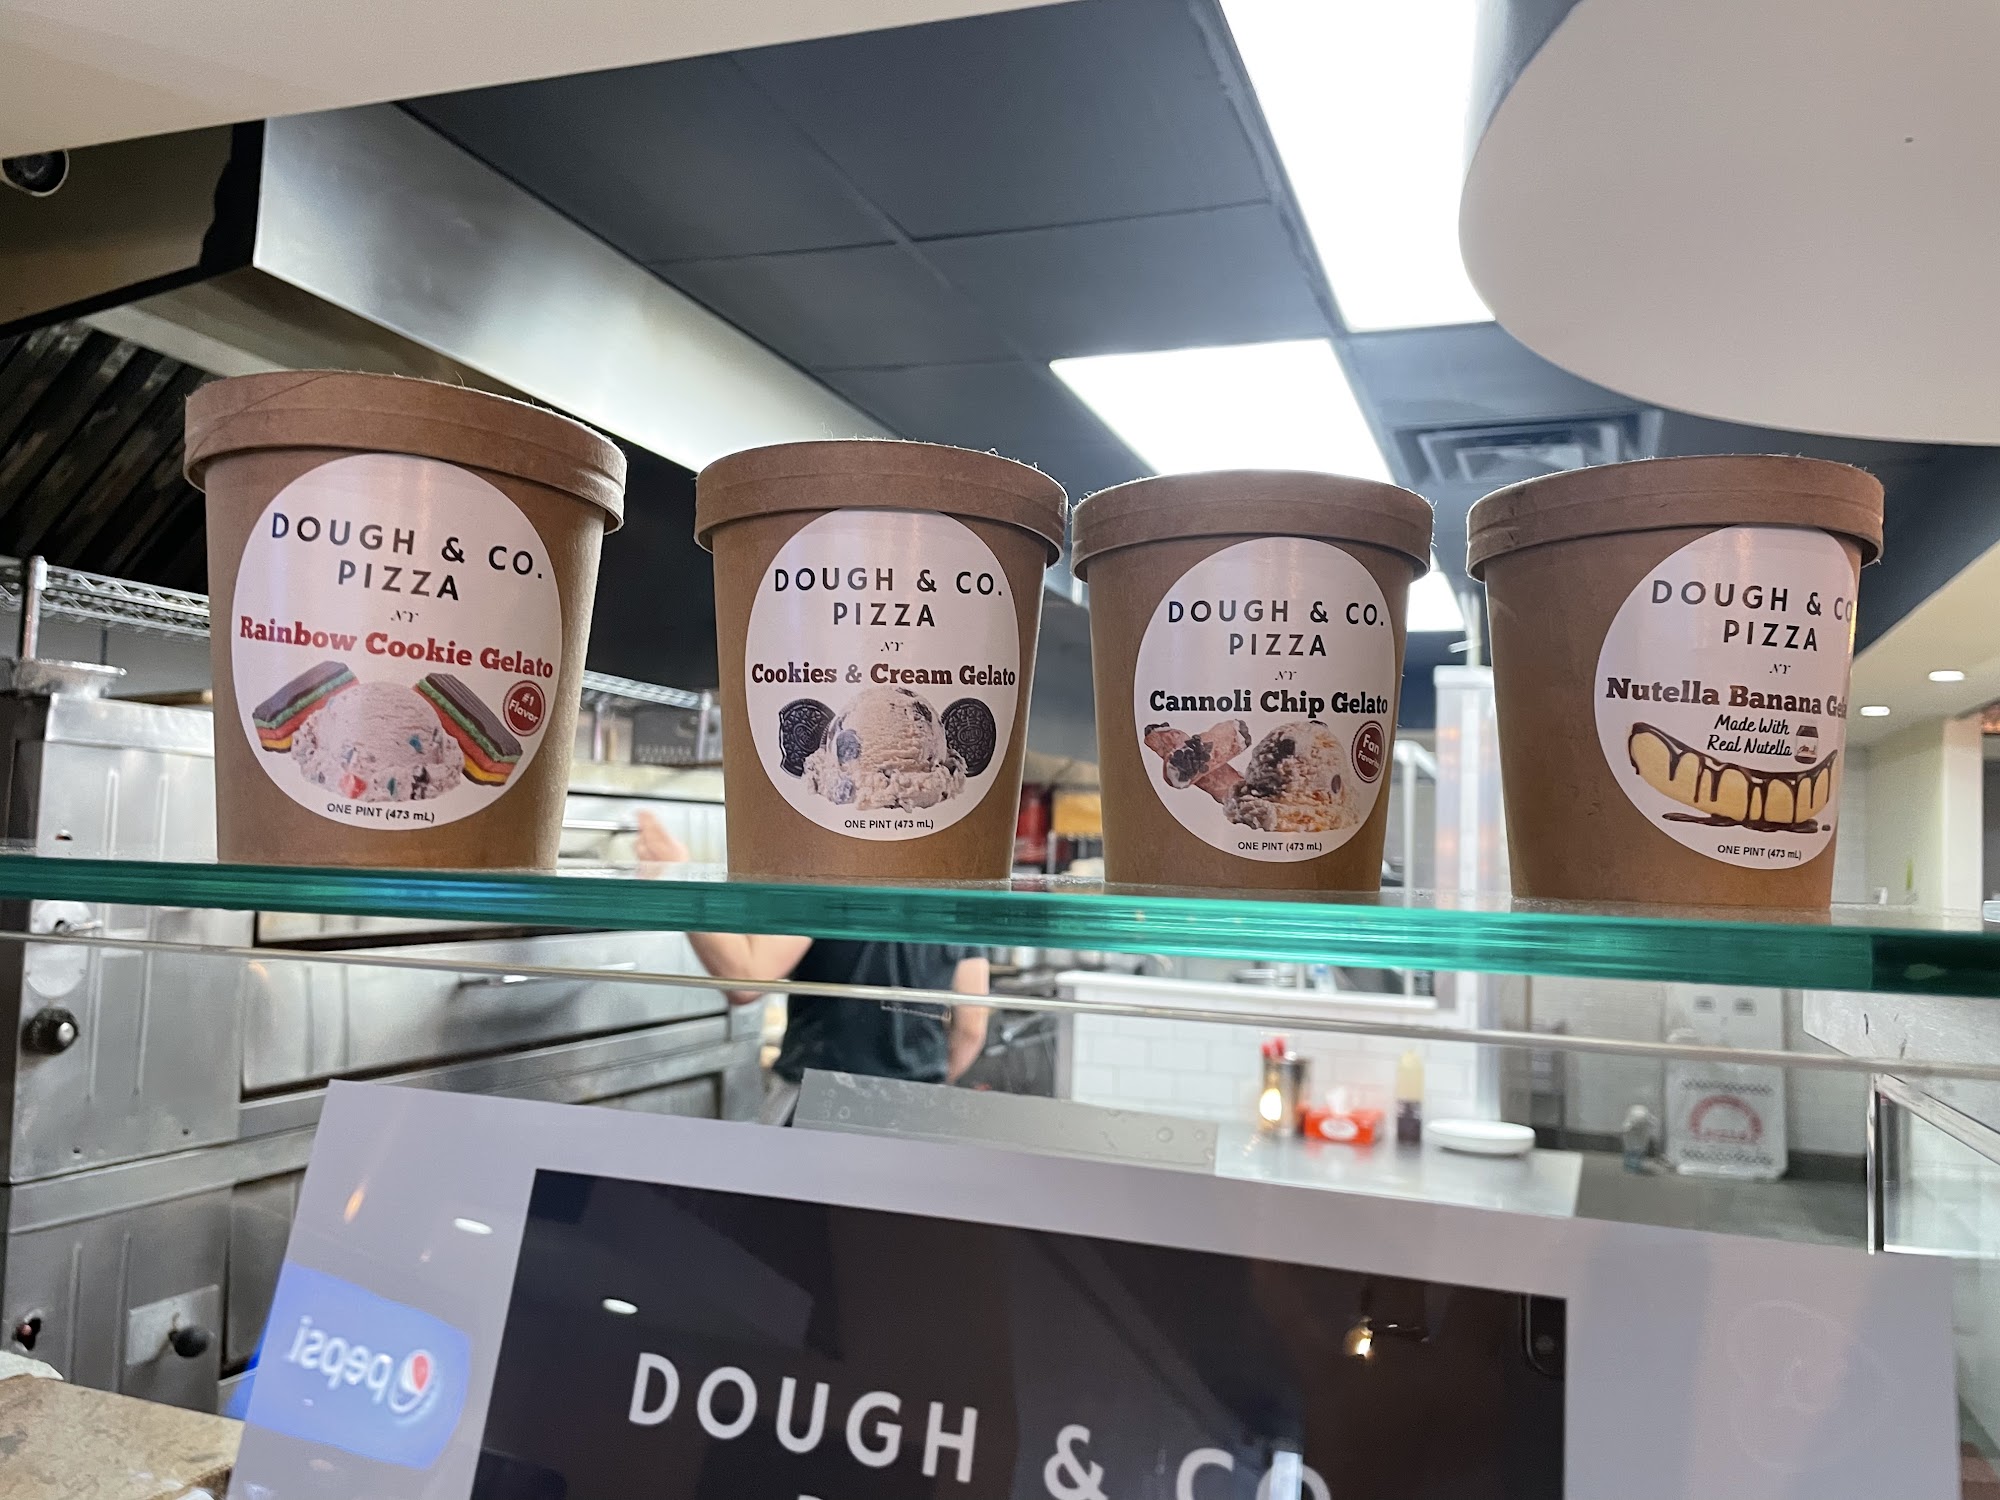 DOUGH & CO.
PIZZA
NY
Rainbow Cookie Gelato
#1
Flavor
ONE PINT (473 mL)
DOUGH & CO.
PIZZA
NY
Cookies & Cream Gelato
ONE PINT (473 mL)
DOUGH & CO.
PIZZA
NY
Cannoli Chip Gelato
Fan
Favorite
ONE PINT (473 mL)
DOUGH & CO
PIZZA
NY
Nutella Banana Gela
Made With
Real Nutella
ONE PINT (473 mL)
pepsi
DOUGH & CO